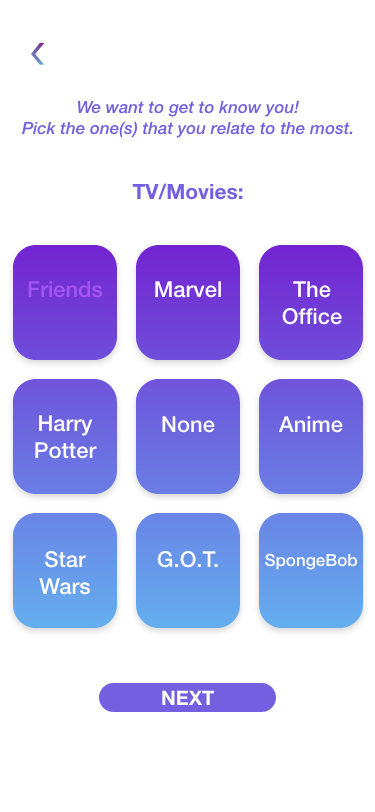 We want to get to know you!
Pick the one(s) that you relate to the most.
TV/Movies:
Friends
Marvel
The
Office
Harry
Potter
None
Anime
Star
Wars
G.O.T.
SpongeBob
NEXT